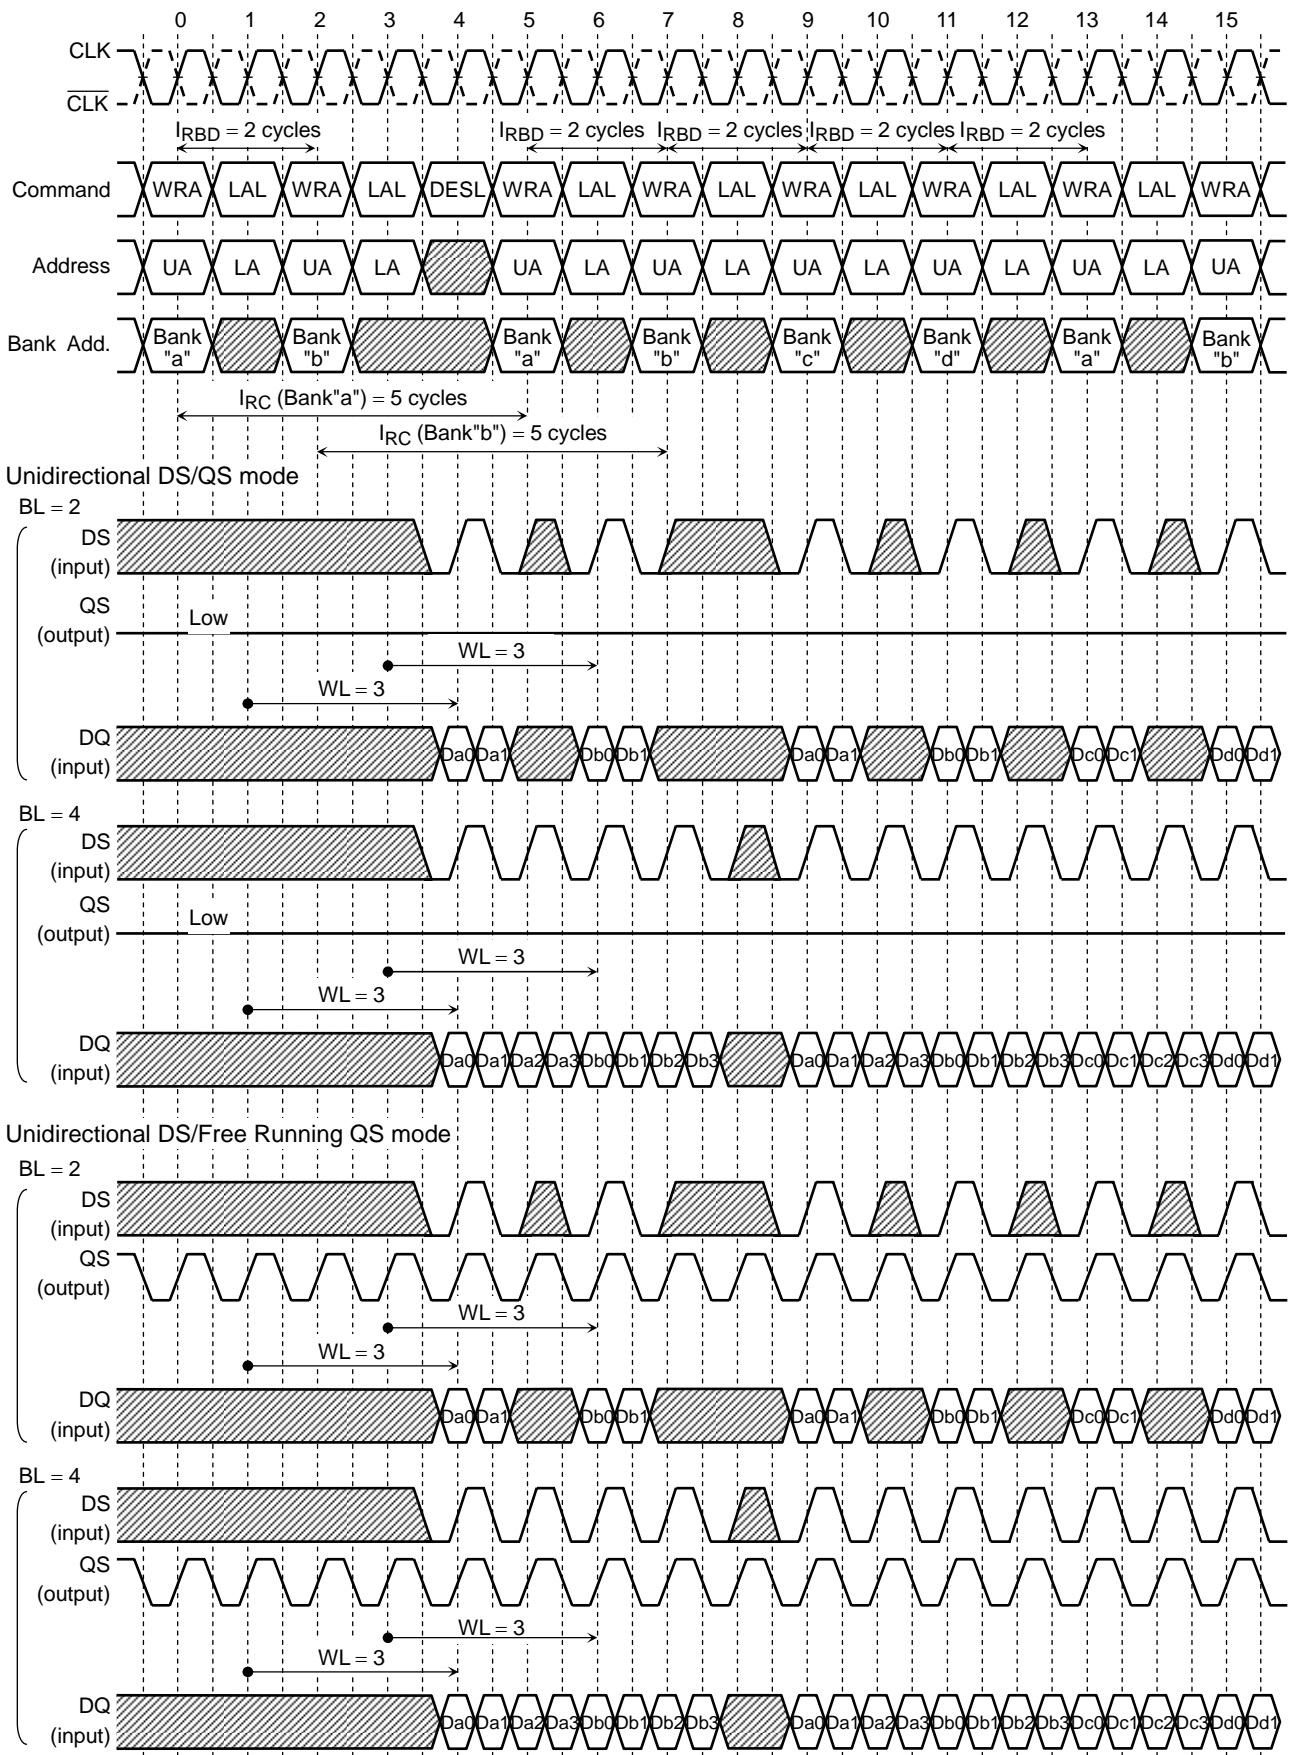 0 1 2 3 4 5 6 7 8 9 10 11 12 13 14 15
CLK
CLK
IRBD = 2 cycles IRBD = 2 cycles IRBD = 2 cycles IRBD = 2 cycles IRBD = 2 cycles
Command WRA LAL WRA LAL DESL WRA LAL WRA LAL WRA LAL WRA LAL WRA LAL WRA
Address UA LA UA LA UA LA UA LA UA LA UA LA UA LA UA
Bank Add. Bank "a" Bank "b" Bank "a" Bank "b" Bank "c" Bank "d" Bank "a" Bank "b"
IRC (Bank"a") = 5 cycles
IRC (Bank"b") = 5 cycles
Unidirectional DS/QS mode
BL = 2
DS
(input)
QS
(output) Low
WL = 3
WL = 3
DQ
(input) Da0 Da1 Db0 Db1 Da0 Da1 Db0 Db1 Dc0 Dc1 Dd0 Dd1
BL = 4
DS
(input)
QS
(output) Low
WL = 3
WL = 3
DQ
(input) Da0 Da1 Da2 Da3 Db0 Db1 Db2 Db3 Da0 Da1 Da2 Da3 Db0 Db1 Db2 Db3 Dc0 Dc1 Dc2 Dc3 Dd0 Dd1
Unidirectional DS/Free Running QS mode
BL = 2
DS
(input)
QS
(output)
WL = 3
WL = 3
DQ
(input) Da0 Da1 Db0 Db1 Da0 Da1 Db0 Db1 Dc0 Dc1 Dd0 Dd1
BL = 4
DS
(input)
QS
(output)
WL = 3
WL = 3
DQ
(input) Da0 Da1 Da2 Da3 Db0 Db1 Db2 Db3 Da0 Da1 Da2 Da3 Db0 Db1 Db2 Db3 Dc0 Dc1 Dc2 Dc3 Dd0 Dd1